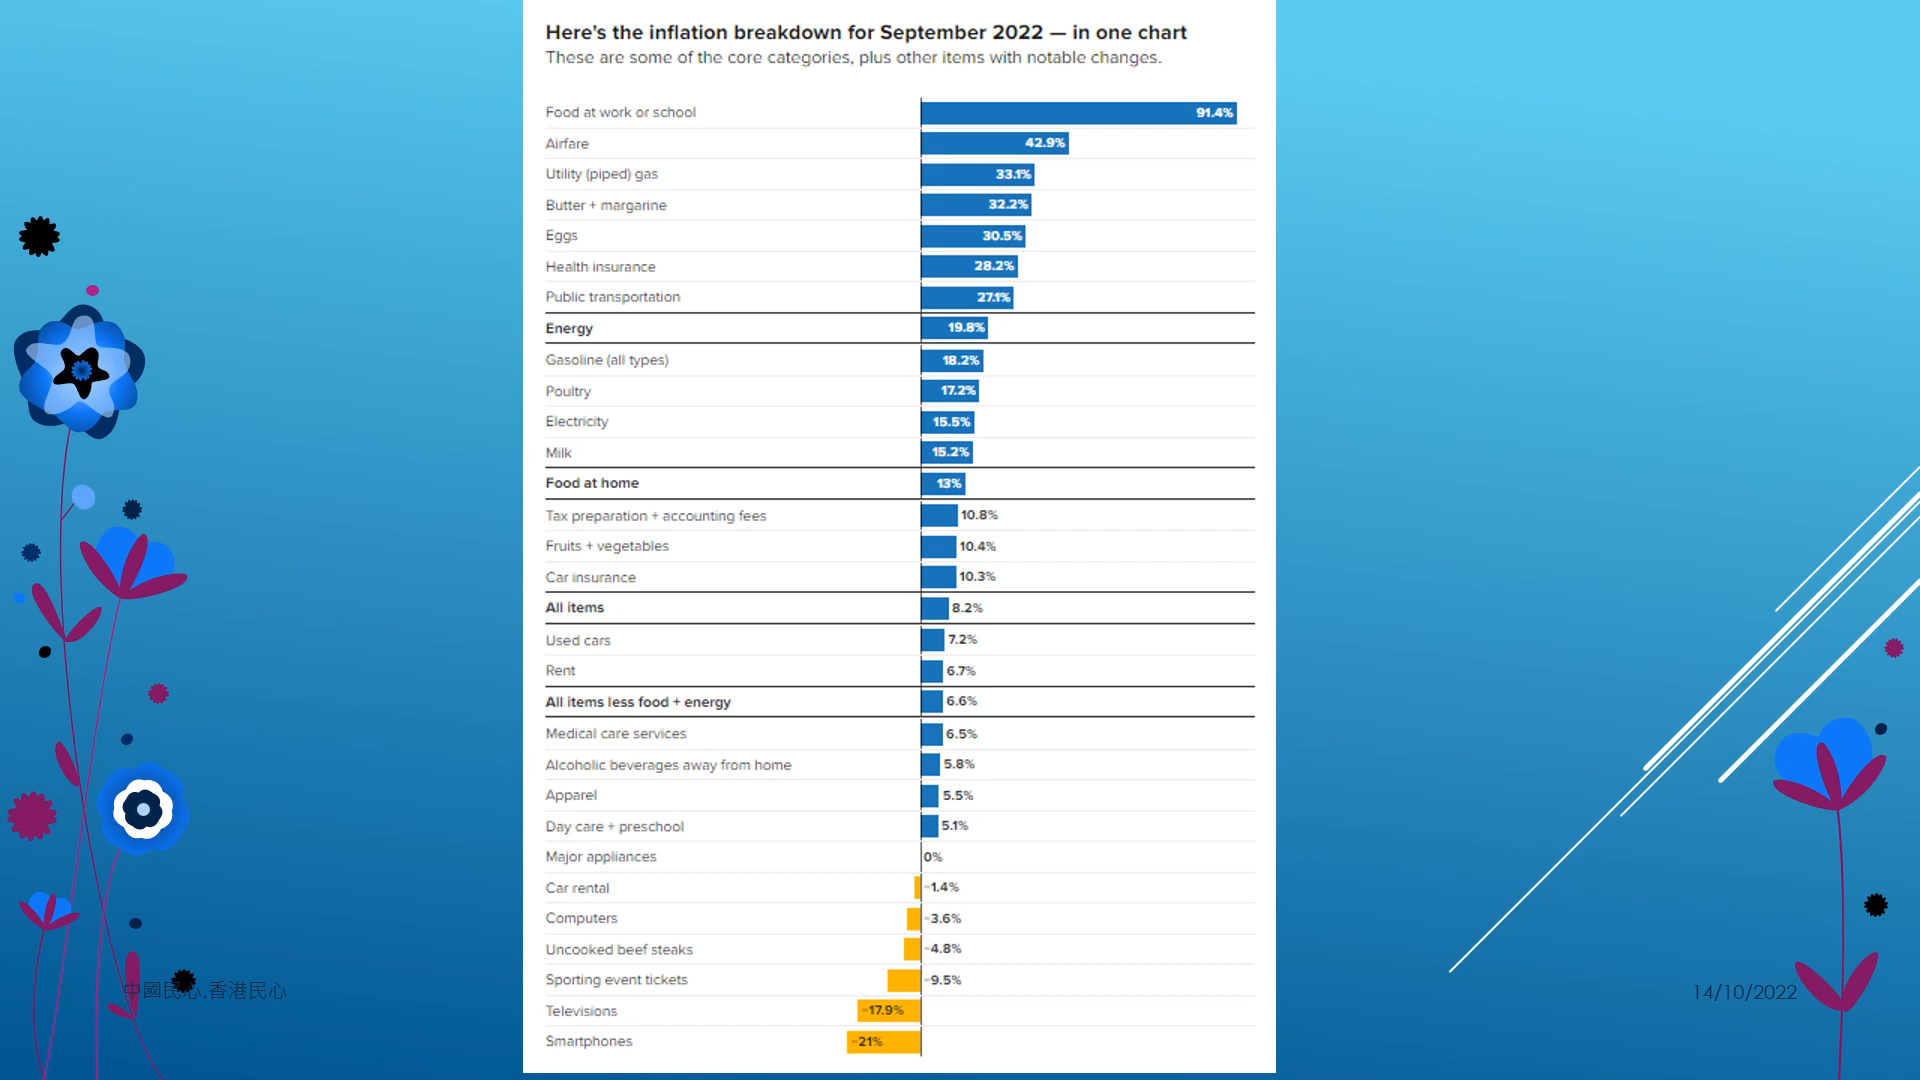 Here's the inflation breakdown for September 2022 — in one chart
These are some of the core categories, plus other items with notable changes.
Food at work or school 91.4%
Airfare 42.9%
Utility (piped) gas 33.1%
Butter + margarine 32.2%
Eggs 30.5%
Health insurance 28.2%
Public transportation 27.1%
Energy 19.8%
Gasoline (all types) 18.2%
Poultry 17.2%
Electricity 15.5%
Milk 15.2%
Food at home 13%
Tax preparation + accounting fees 10.8%
Fruits + vegetables 10.4%
Car insurance 10.3%
All items 8.2%
Used cars 7.2%
Rent 6.7%
All items less food + energy 6.6%
Medical care services 6.5%
Alcoholic beverages away from home 5.8%
Apparel 5.5%
Day care + preschool 5.1%
Major appliances 0%
Car rental -1.4%
Computers -3.6%
Uncooked beef steaks -4.8%
Sporting event tickets -9.5%
Televisions -17.9%
Smartphones -21%
中國民心.香港民心 14/10/2022